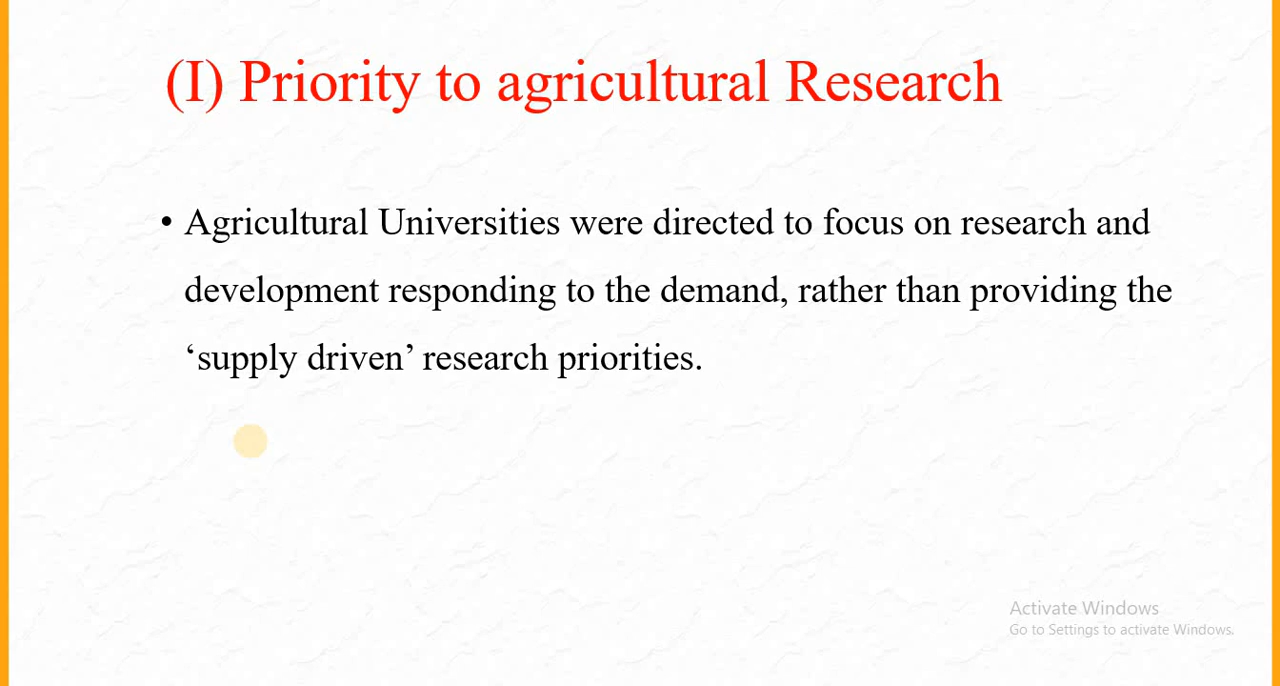 (I) Priority to agricultural Research
• Agricultural Universities were directed to focus on research and
development responding to the demand, rather than providing the
‘supply driven’ research priorities.
Activate Windows
Go to Settings to activate Windows.